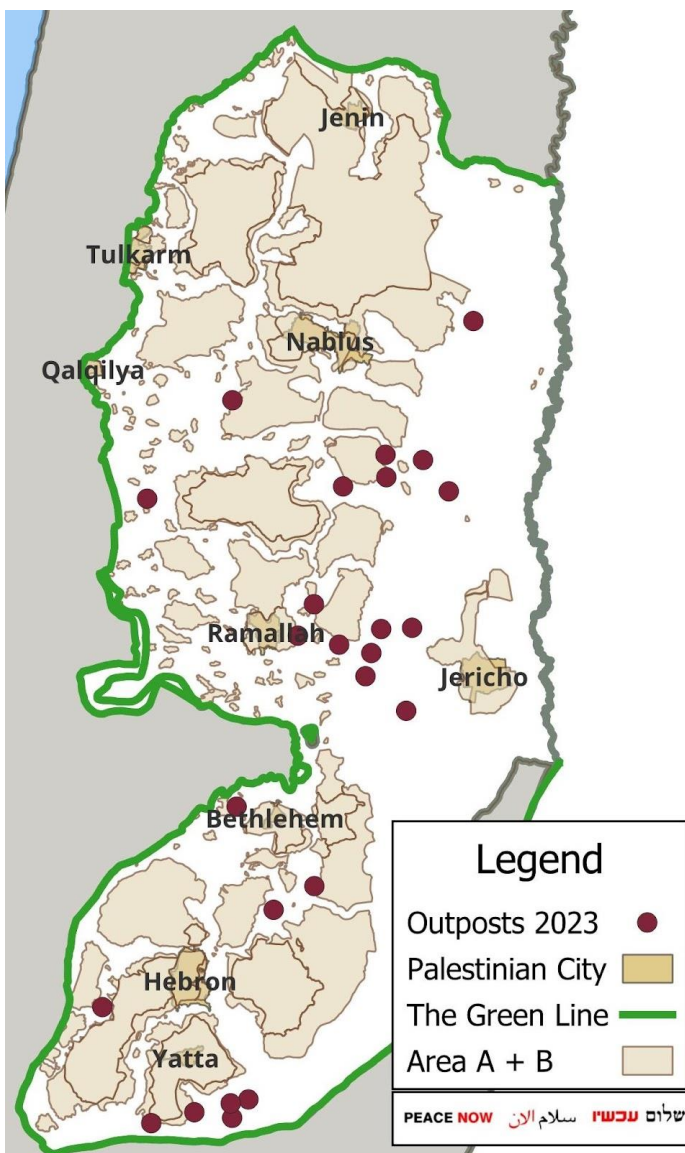 Jenin
Tulkarm
Nablus
Qalqilya
Ramallah
Jericho
Bethlehem
Hebron
Yatta
Legend
Outposts 2023
Palestinian City
The Green Line
Area A + B
PEACE NOW سلام الان שלום עכשיו